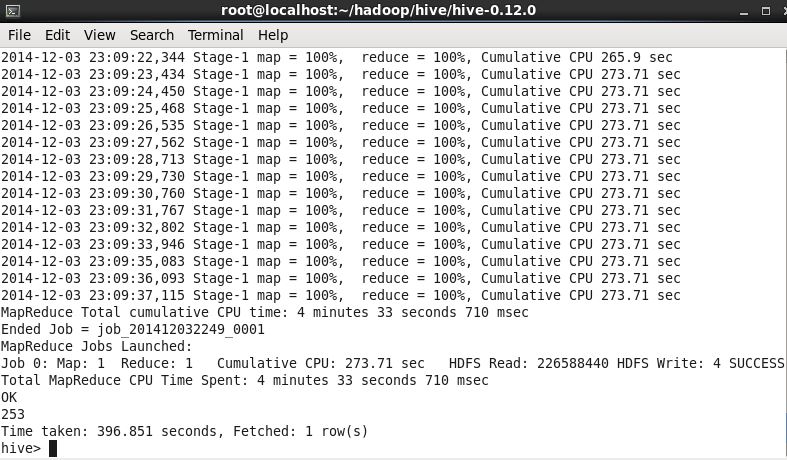 root@localhost:~/hadoop/hive/hive-0.12.0
File Edit View Search Terminal Help
2014-12-03 23:09:22,344 Stage-1 map = 100%,  reduce = 100%, Cumulative CPU 265.9 sec
2014-12-03 23:09:23,434 Stage-1 map = 100%,  reduce = 100%, Cumulative CPU 273.71 sec
2014-12-03 23:09:24,450 Stage-1 map = 100%,  reduce = 100%, Cumulative CPU 273.71 sec
2014-12-03 23:09:25,468 Stage-1 map = 100%,  reduce = 100%, Cumulative CPU 273.71 sec
2014-12-03 23:09:26,535 Stage-1 map = 100%,  reduce = 100%, Cumulative CPU 273.71 sec
2014-12-03 23:09:27,562 Stage-1 map = 100%,  reduce = 100%, Cumulative CPU 273.71 sec
2014-12-03 23:09:28,713 Stage-1 map = 100%,  reduce = 100%, Cumulative CPU 273.71 sec
2014-12-03 23:09:29,730 Stage-1 map = 100%,  reduce = 100%, Cumulative CPU 273.71 sec
2014-12-03 23:09:30,760 Stage-1 map = 100%,  reduce = 100%, Cumulative CPU 273.71 sec
2014-12-03 23:09:31,767 Stage-1 map = 100%,  reduce = 100%, Cumulative CPU 273.71 sec
2014-12-03 23:09:32,802 Stage-1 map = 100%,  reduce = 100%, Cumulative CPU 273.71 sec
2014-12-03 23:09:33,946 Stage-1 map = 100%,  reduce = 100%, Cumulative CPU 273.71 sec
2014-12-03 23:09:35,083 Stage-1 map = 100%,  reduce = 100%, Cumulative CPU 273.71 sec
2014-12-03 23:09:36,093 Stage-1 map = 100%,  reduce = 100%, Cumulative CPU 273.71 sec
2014-12-03 23:09:37,115 Stage-1 map = 100%,  reduce = 100%, Cumulative CPU 273.71 sec
MapReduce Total cumulative CPU time: 4 minutes 33 seconds 710 msec
Ended Job = job_201412032249_0001
MapReduce Jobs Launched:
Job 0: Map: 1  Reduce: 1   Cumulative CPU: 273.71 sec   HDFS Read: 226588440 HDFS Write: 4 SUCCESS
Total MapReduce CPU Time Spent: 4 minutes 33 seconds 710 msec
OK
253
Time taken: 396.851 seconds, Fetched: 1 row(s)
hive>